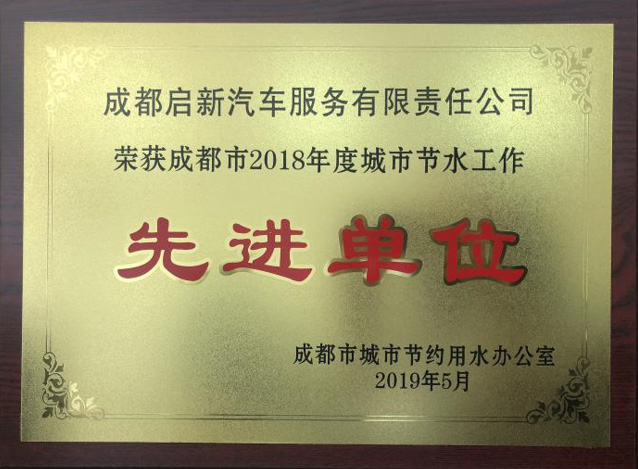 成都启新汽车服务有限责任公司
荣获成都市2018年度城市节水工作
先进单位
成都市城市节约用水办公室
2019年5月